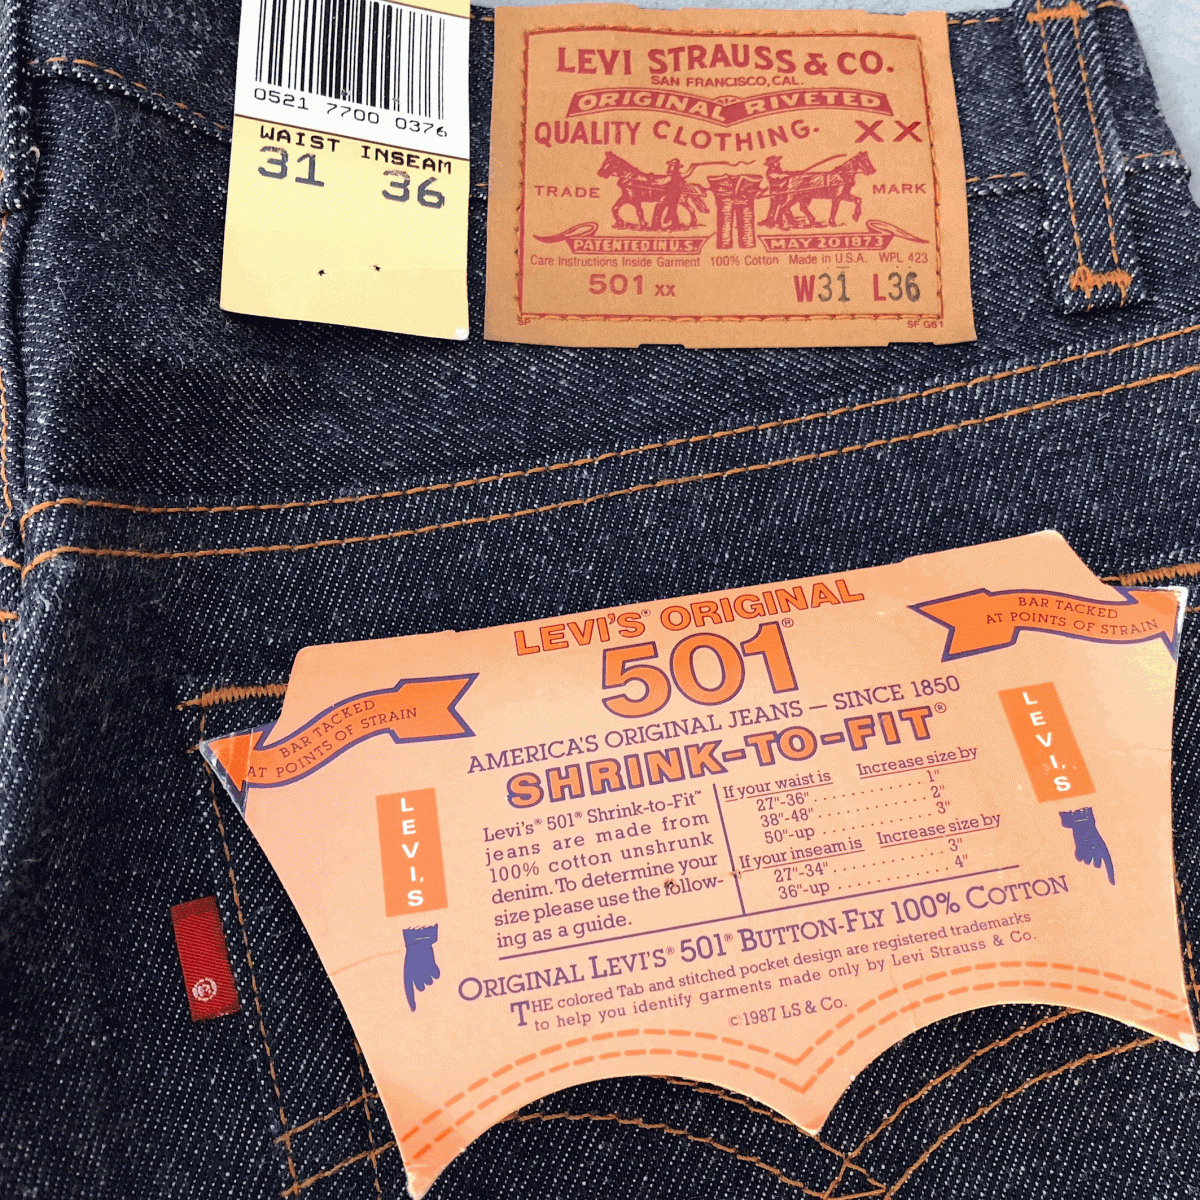 0521 7700 0376
WAIST INSEAM
31 36
LEVI STRAUSS & CO.
SAN FRANCISCO, CAL.
ORIGINAL RIVETED
QUALITY CLOTHING. XX
TRADE MARK
PATENTED IN U.S. MAY 20 1873
Care Instructions Inside Garment 100% Cotton Made in U.S.A. WPL 423
501 XX W31 L36
SP SF G61
LEVI'S® ORIGINAL
501®
AMERICA'S ORIGINAL JEANS — SINCE 1850
SHRINK-TO-FIT®
BAR TACKED
AT POINTS OF STRAIN
BAR TACKED
AT POINTS OF STRAIN
LEVI'S
LEVI'S
Levi's® 501® Shrink-to-Fit™
jeans are made from
100% cotton unshrunk
denim. To determine your
size please use the follow-
ing as a guide.
If your waist is Increase size by
27"-36" . . . . . . . . . . . . 1"
38"-48" . . . . . . . . . . . . 2"
50"-up . . . . . . . . . . . . 3"
If your inseam is Increase size by
27"-34" . . . . . . . . . . . . 3"
36"-up . . . . . . . . . . . . 4"
ORIGINAL LEVI'S® 501® BUTTON-FLY 100% COTTON
THE colored Tab and stitched pocket design are registered trademarks
to help you identify garments made only by Levi Strauss & Co.
© 1987 LS & Co.
®